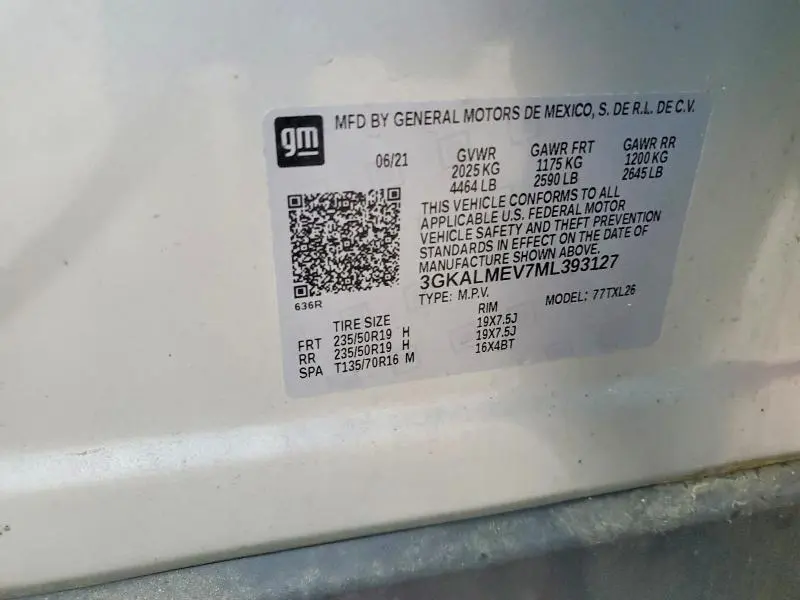 gm
MFD BY GENERAL MOTORS DE MEXICO, S. DE R.L. DE C.V.
06/21 GVWR GAWR FRT GAWR RR
2025 KG 1175 KG 1200 KG
4464 LB 2590 LB 2645 LB
THIS VEHICLE CONFORMS TO ALL
APPLICABLE U.S. FEDERAL MOTOR
VEHICLE SAFETY AND THEFT PREVENTION
STANDARDS IN EFFECT ON THE DATE OF
MANUFACTURE SHOWN ABOVE.
3GKALMEV7ML393127
TYPE: M.P.V. MODEL: 77TXL26
636R
TIRE SIZE RIM
FRT 235/50R19 H 19X7.5J
RR 235/50R19 H 19X7.5J
SPA T135/70R16 M 16X4BT